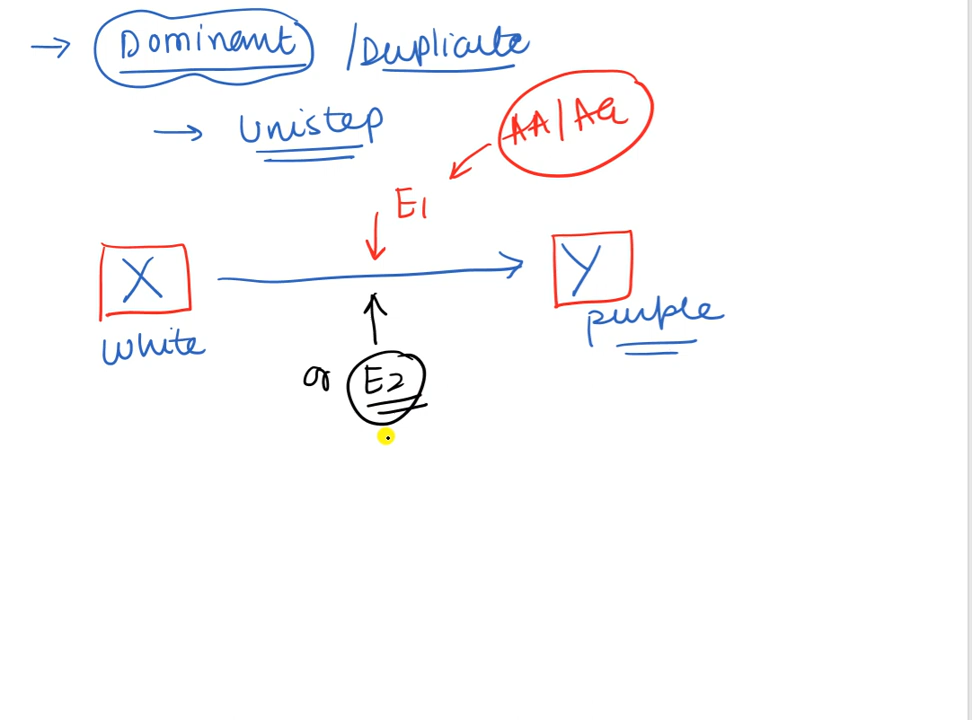 → Dominant /Duplicate
→ Unistep
AA/Aa
E1
X → Y
white
purple
or E2